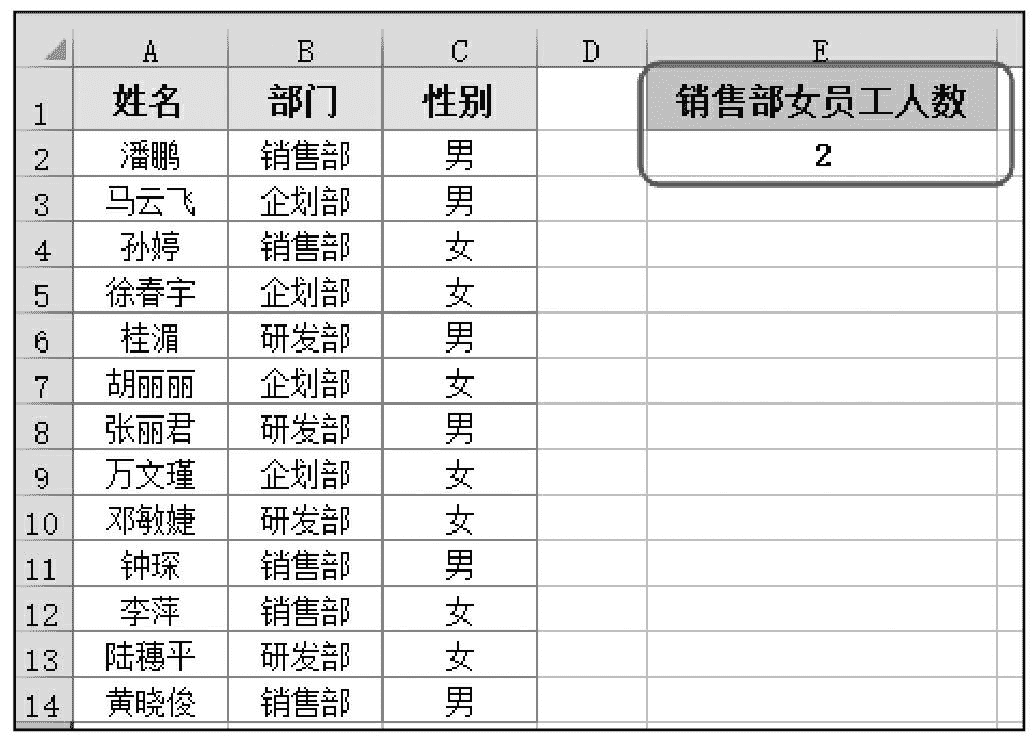 A B C D E
1 姓名 部门 性别 销售部女员工人数
2 潘鹏 销售部 男 2
3 马云飞 企划部 男
4 孙婷 销售部 女
5 徐春宇 企划部 女
6 桂湄 研发部 男
7 胡丽丽 企划部 女
8 张丽君 研发部 男
9 万文瑾 企划部 女
10 邓敏婕 研发部 女
11 钟琛 销售部 男
12 李萍 销售部 女
13 陆穗平 研发部 女
14 黄晓俊 销售部 男